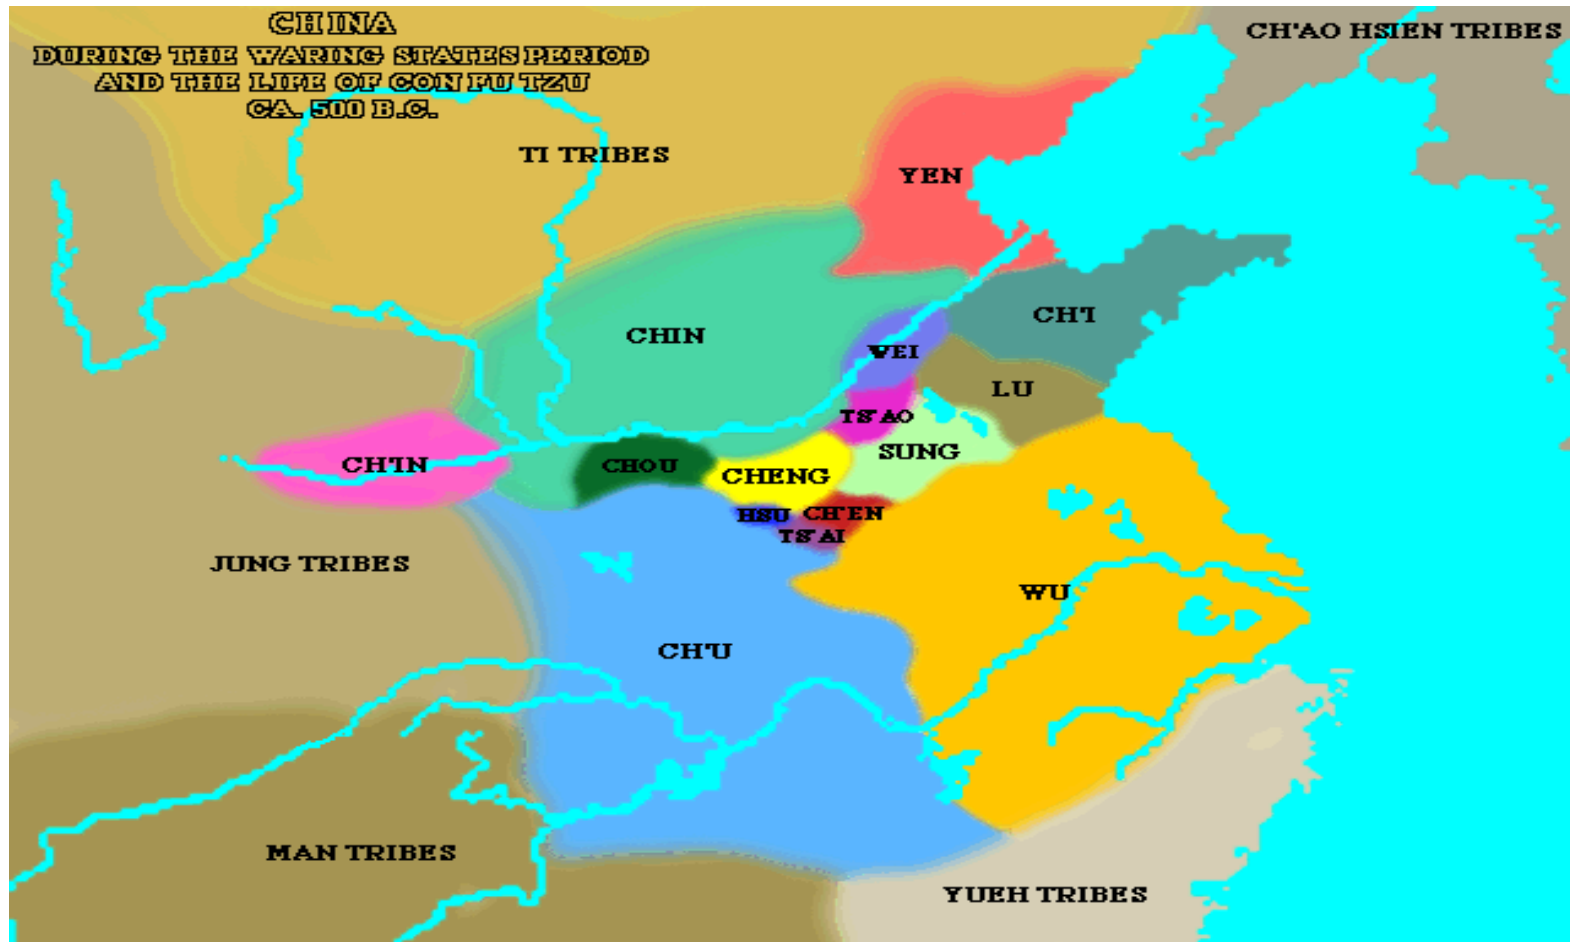 CHINA
DURING THE WARING STATES PERIOD
AND THE LIFE OF CON FU TZU
CA. 500 B.C.
CH'AO HSIEN TRIBES
TI TRIBES
YEN
CH'I
CHIN
WEI
LU
TS'AO
SUNG
CH'IN
CHOU
CHENG
HSU
CH'EN
TS'AI
JUNG TRIBES
WU
CH'U
MAN TRIBES
YUEH TRIBES